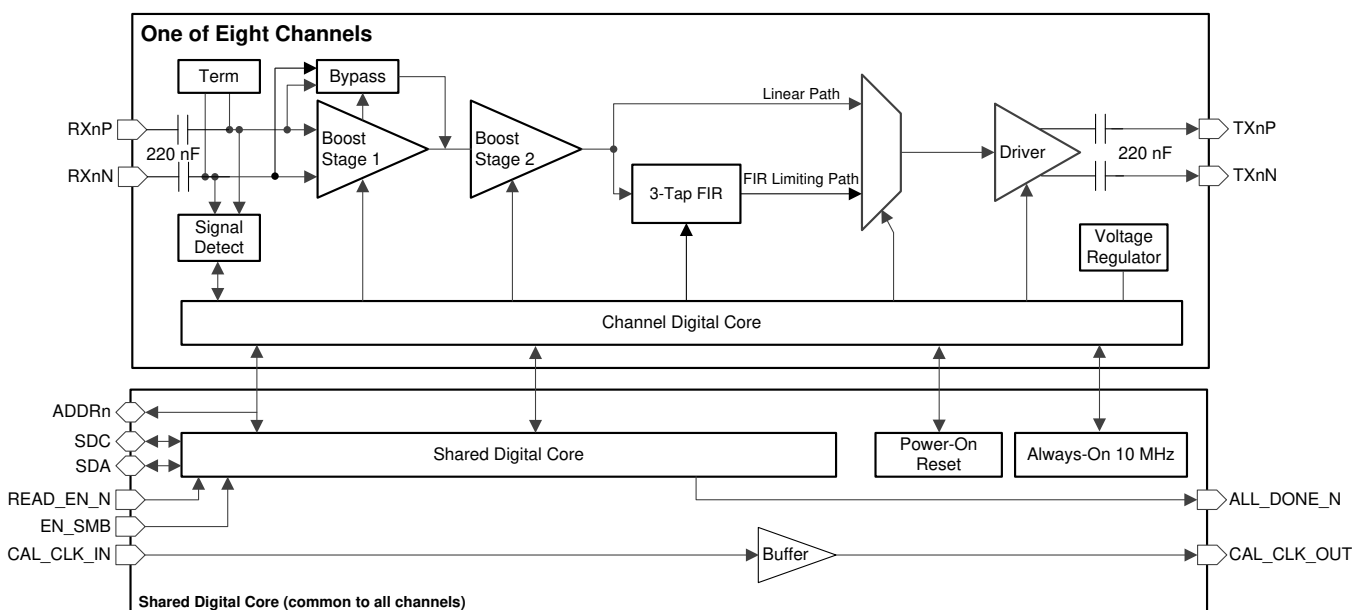 One of Eight Channels
Term
Bypass
RXnP
220 nF
RXnN
Boost
Stage 1
Boost
Stage 2
Linear Path
3-Tap FIR
FIR Limiting Path
Driver
220 nF
TXnP
TXnN
Signal
Detect
Voltage
Regulator
Channel Digital Core
ADDRn
SDC
SDA
READ_EN_N
EN_SMB
CAL_CLK_IN
Shared Digital Core
Power-On
Reset
Always-On 10 MHz
Buffer
ALL_DONE_N
CAL_CLK_OUT
Shared Digital Core (common to all channels)